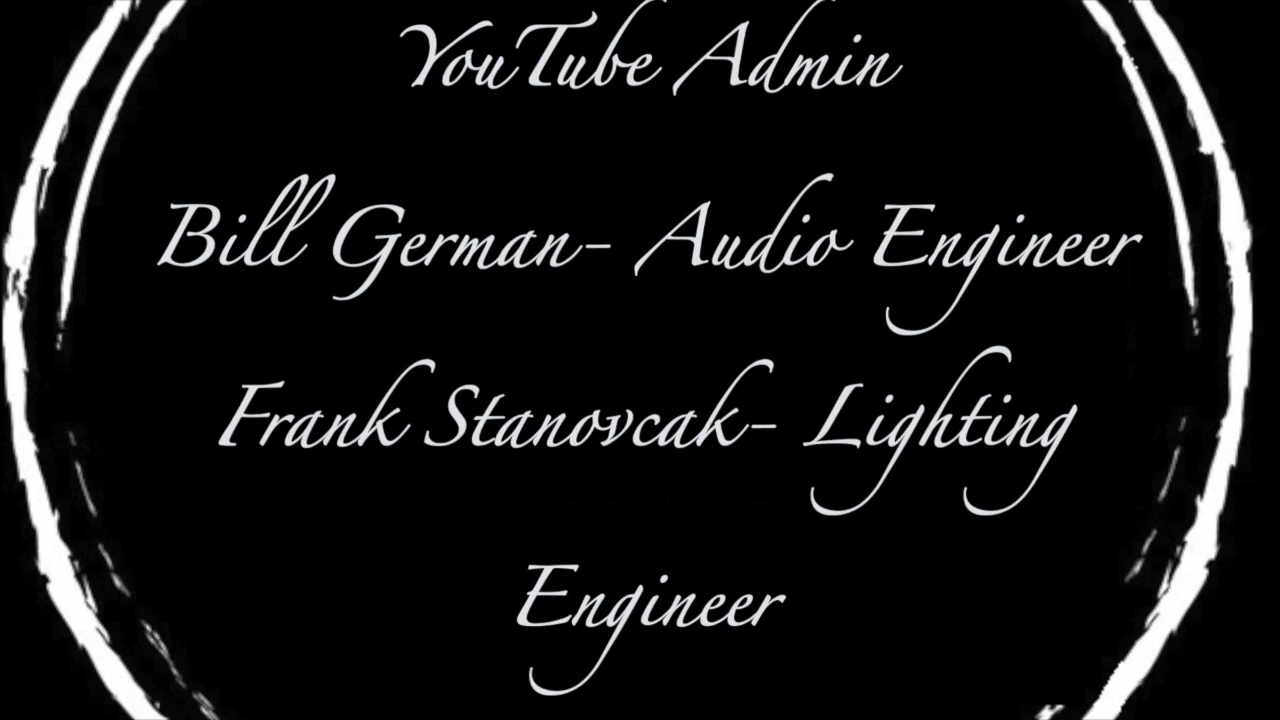 YouTube Admin
Bill German- Audio Engineer
Frank Stanovcak- Lighting
Engineer